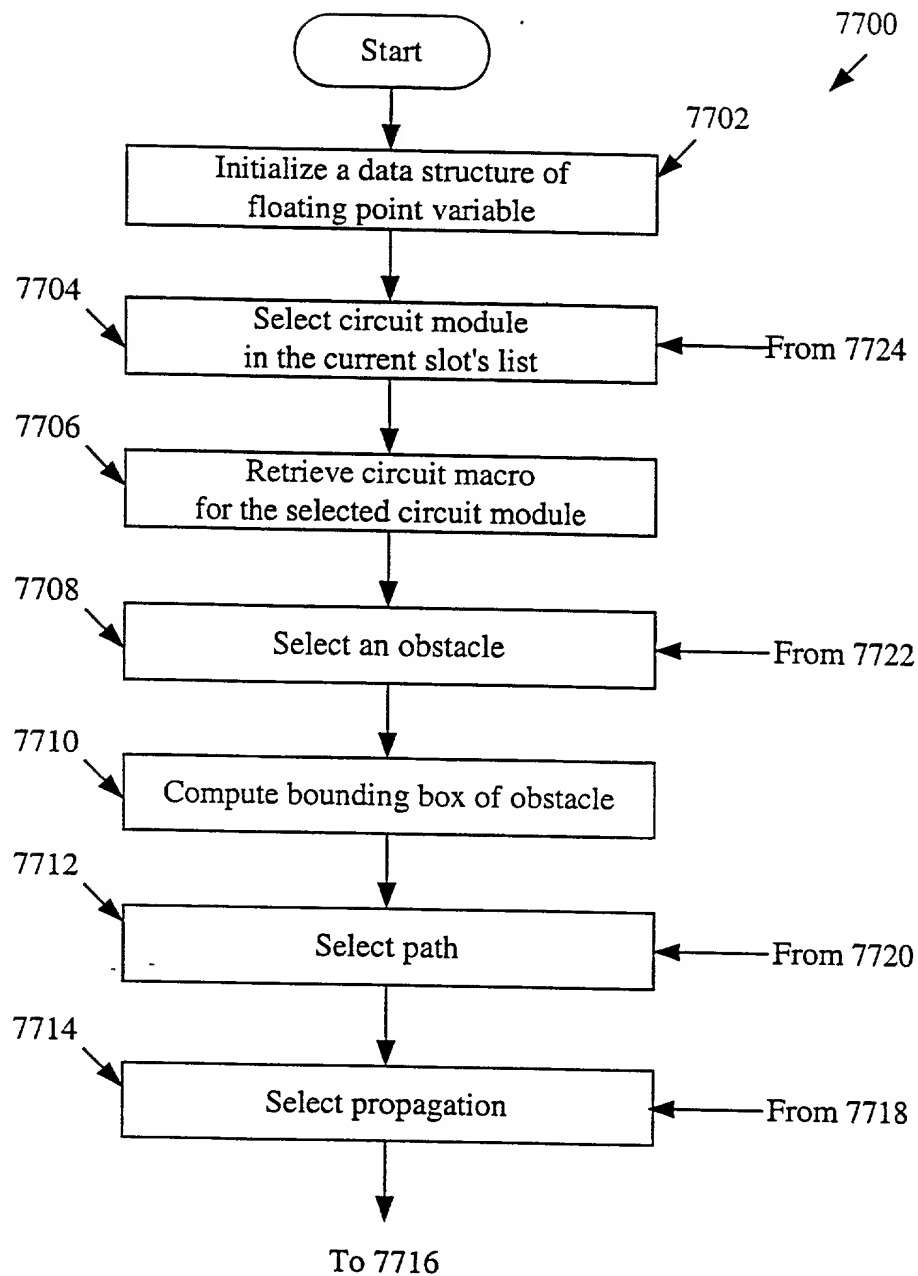 7700
Start
7702
Initialize a data structure of
floating point variable
7704
Select circuit module
in the current slot's list
From 7724
7706
Retrieve circuit macro
for the selected circuit module
7708
Select an obstacle
From 7722
7710
Compute bounding box of obstacle
7712
Select path
From 7720
7714
Select propagation
From 7718
To 7716